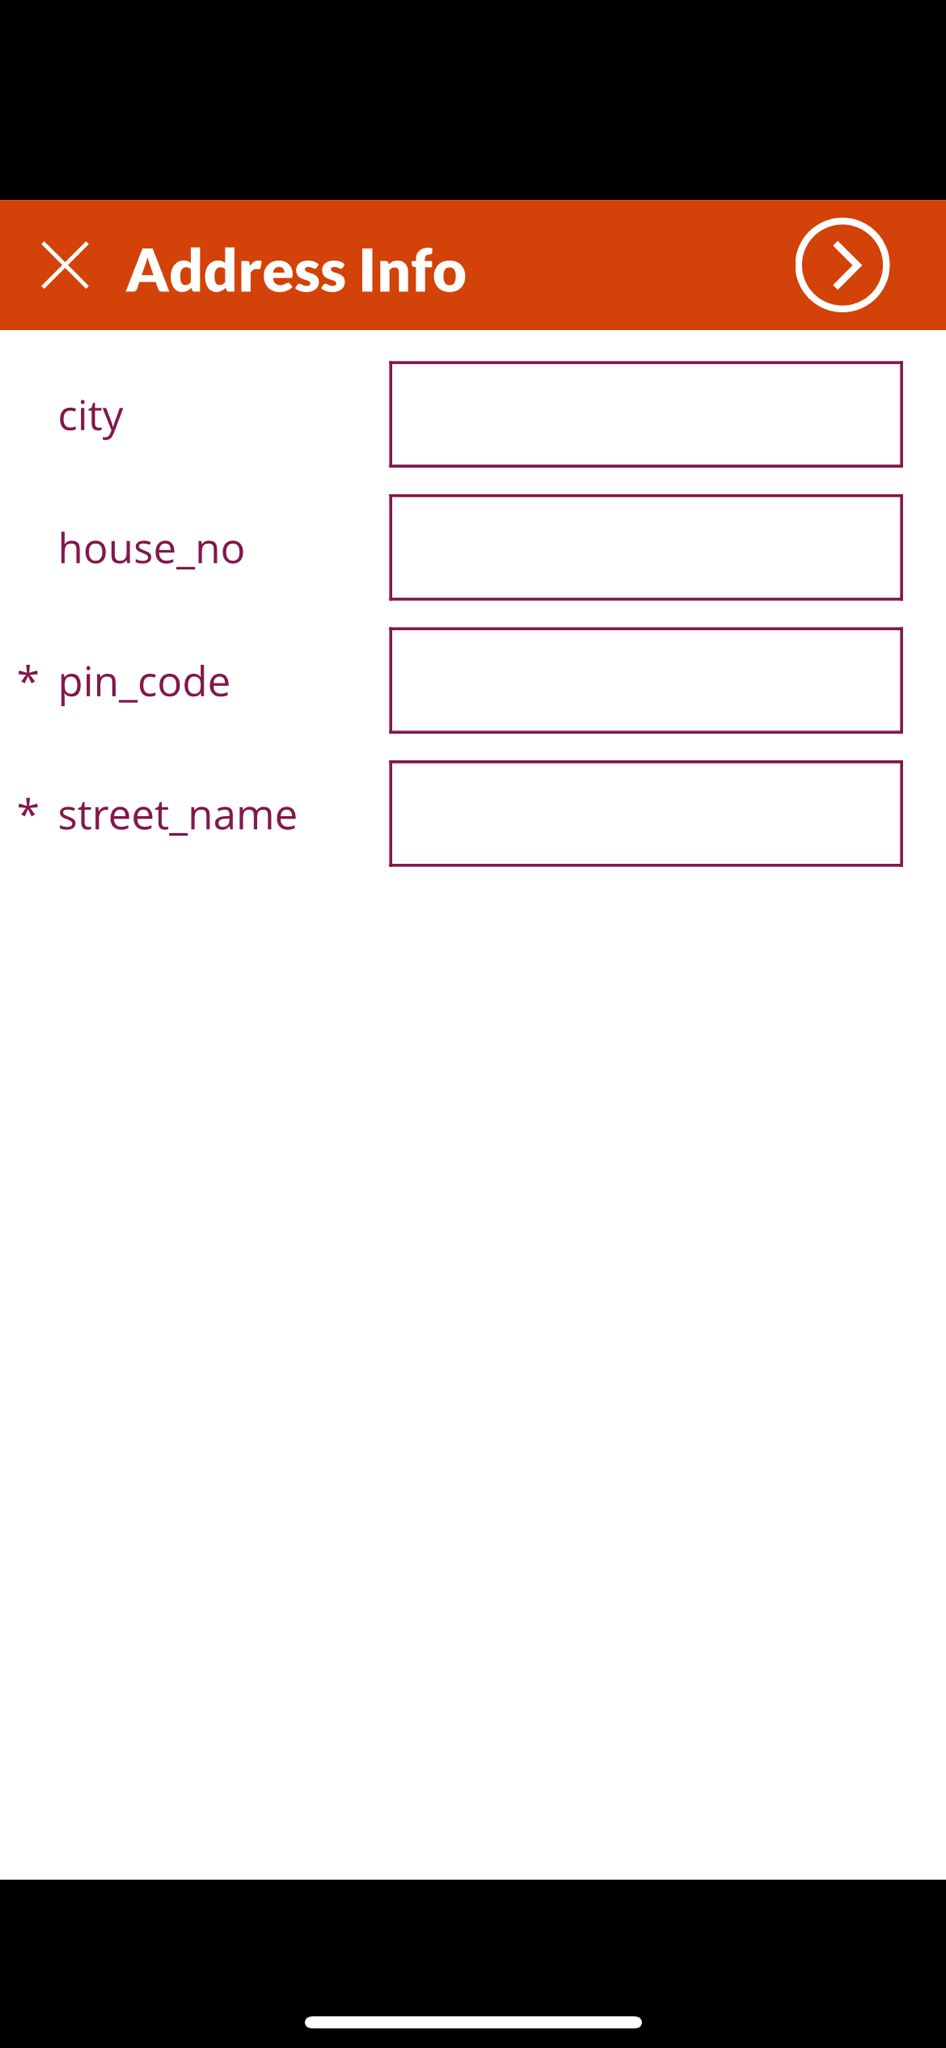 Address Info
city
house_no
* pin_code
* street_name